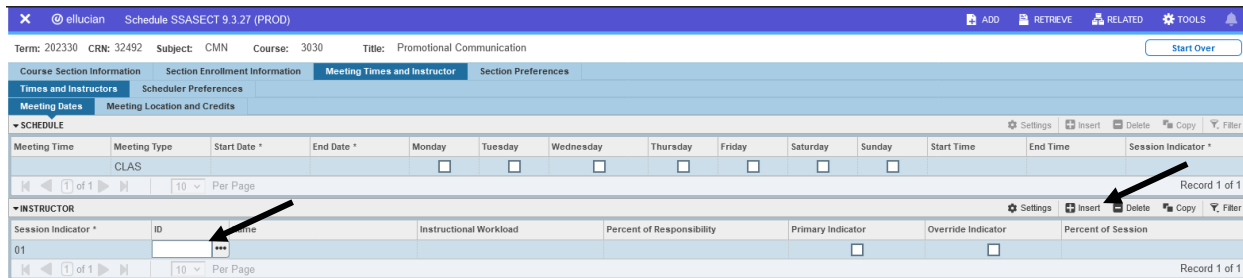 ellucian Schedule SSASECT 9.3.27 (PROD) ADD RETRIEVE RELATED TOOLS
Term: 202330 CRN: 32492 Subject: CMN Course: 3030 Title: Promotional Communication Start Over
Course Section Information Section Enrollment Information Meeting Times and Instructor Section Preferences
Times and Instructors Scheduler Preferences
Meeting Dates Meeting Location and Credits
SCHEDULE Settings Insert Delete Copy Filter
Meeting Time Meeting Type Start Date * End Date * Monday Tuesday Wednesday Thursday Friday Saturday Sunday Start Time End Time Session Indicator *
CLAS
1 of 1 10 Per Page Record 1 of 1
INSTRUCTOR Settings Insert Delete Copy Filter
Session Indicator * ID Name Instructional Workload Percent of Responsibility Primary Indicator Override Indicator Percent of Session
01 •••
1 of 1 10 Per Page Record 1 of 1